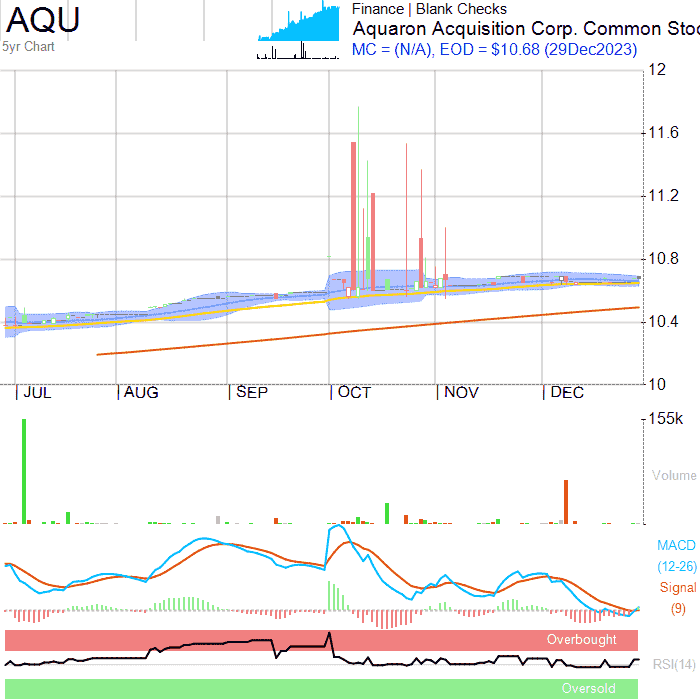 AQU
5yr Chart
Finance | Blank Checks
Aquaron Acquisition Corp. Common Stoc
MC = (N/A), EOD = $10.68 (29Dec2023)
12
11.6
11.2
10.8
10.4
10
JUL AUG SEP OCT NOV DEC
155k
Volume
MACD
(12-26)
Signal
(9)
Overbought
RSI(14)
Oversold